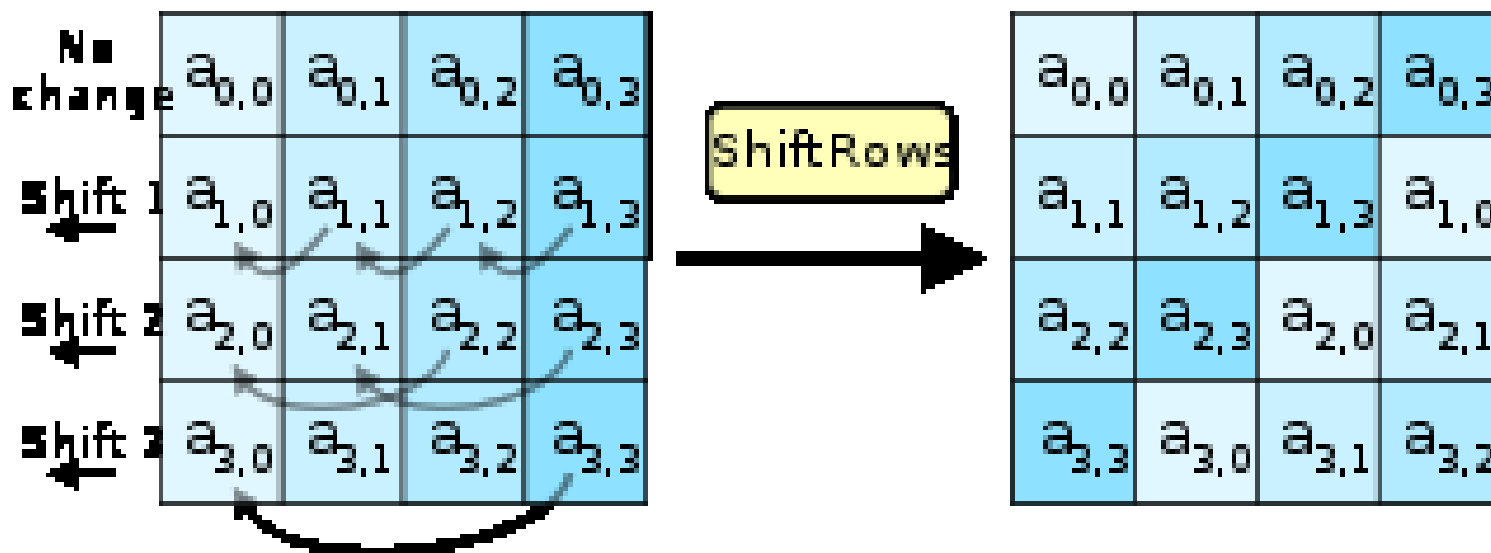 No
change
a0,0 a0,1 a0,2 a0,3
ShiftRows
a0,0 a0,1 a0,2 a0,3
Shift 1
a1,0 a1,1 a1,2 a1,3
a1,1 a1,2 a1,3 a1,0
Shift 2
a2,0 a2,1 a2,2 a2,3
a2,2 a2,3 a2,0 a2,1
Shift 3
a3,0 a3,1 a3,2 a3,3
a3,3 a3,0 a3,1 a3,2